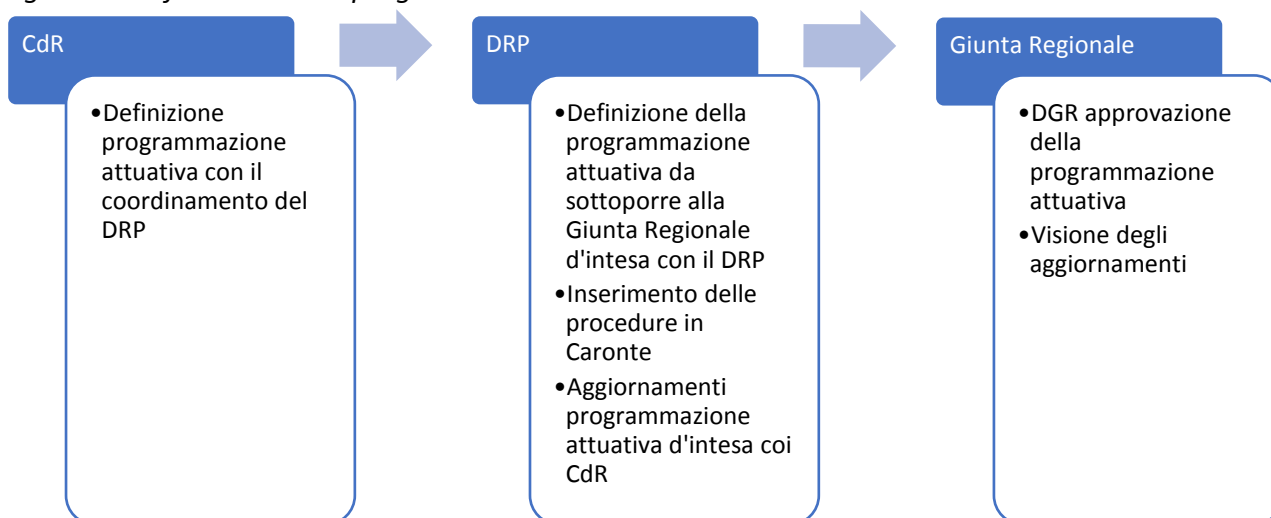 CdR
•Definizione
programmazione
attuativa con il
coordinamento del
DRP
DRP
•Definizione della
programmazione
attuativa da
sottoporre alla
Giunta Regionale
d'intesa con il DRP
•Inserimento delle
procedure in
Caronte
•Aggiornamenti
programmazione
attuativa d'intesa coi
CdR
Giunta Regionale
•DGR approvazione
della
programmazione
attuativa
•Visione degli
aggiornamenti